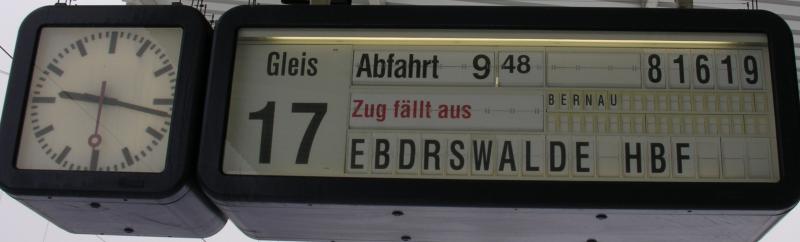 Gleis
17
Abfahrt 9 48 81619
Zug fällt aus
BERNAU
EBDRSWALDE HBF